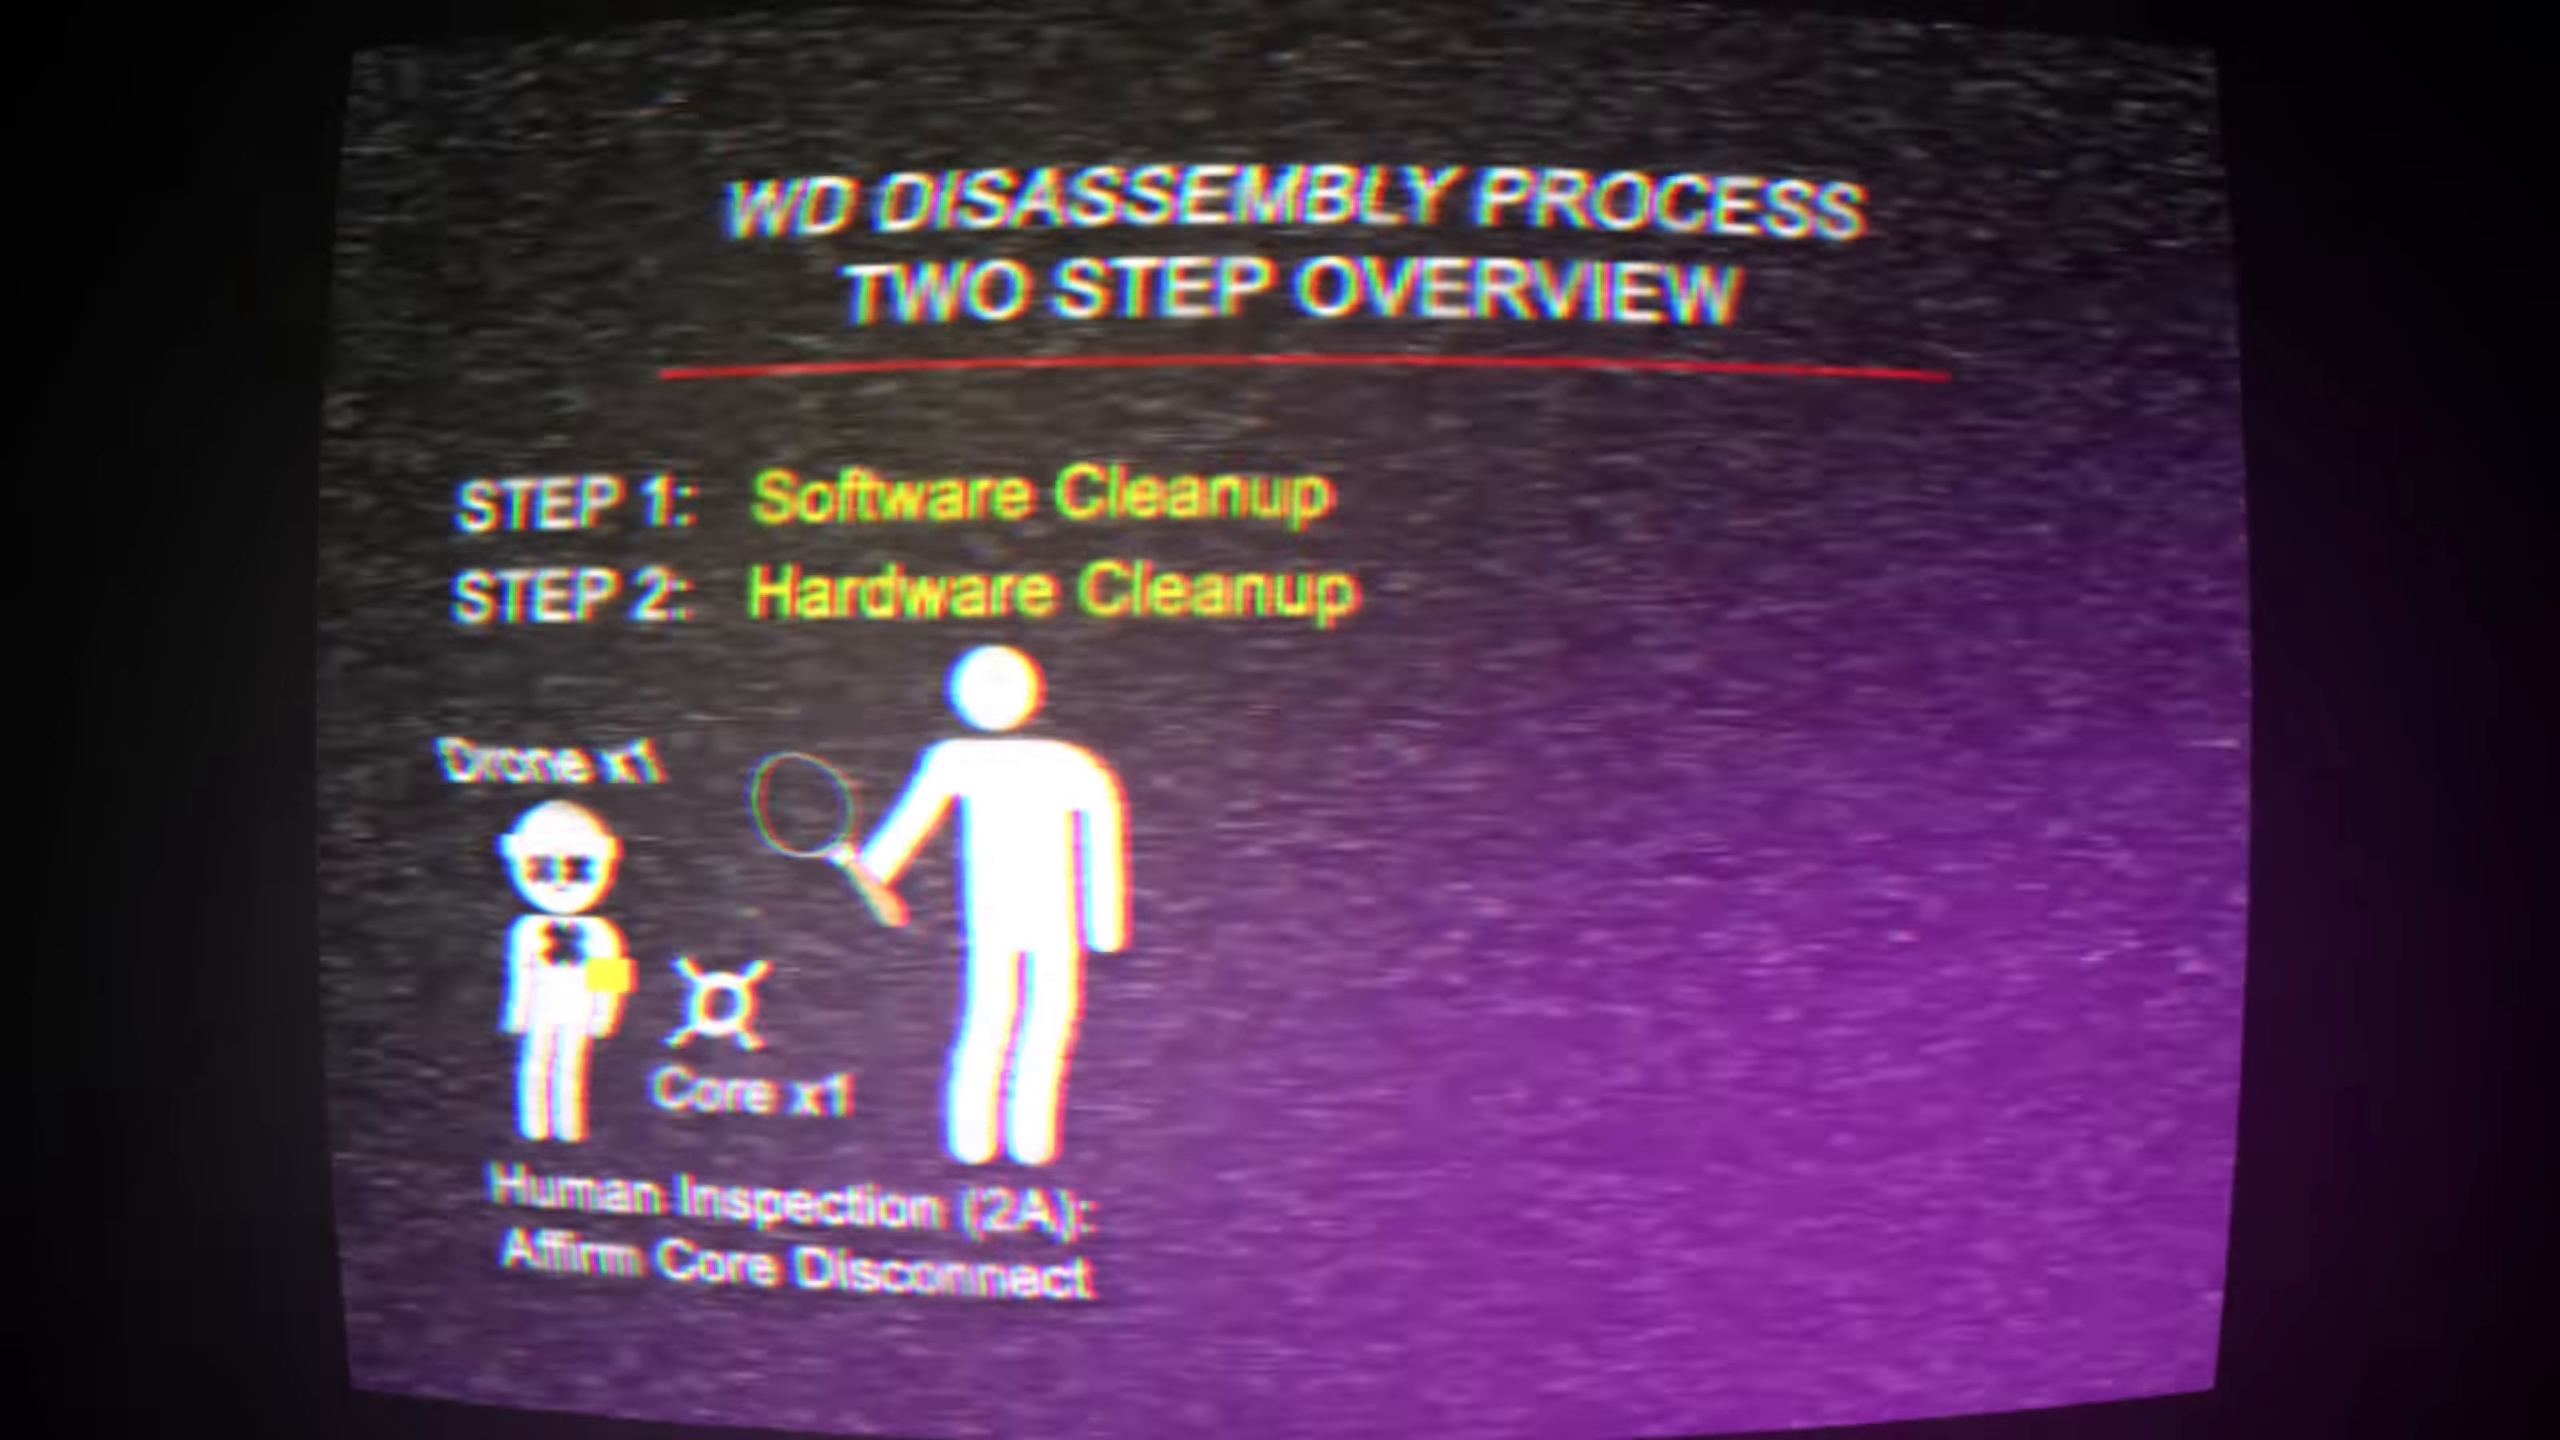 WD DISASSEMBLY PROCESS
TWO STEP OVERVIEW
STEP 1: Software Cleanup
STEP 2: Hardware Cleanup
Drone x1
Core x1
Human Inspection (2A):
Affirm Core Disconnect